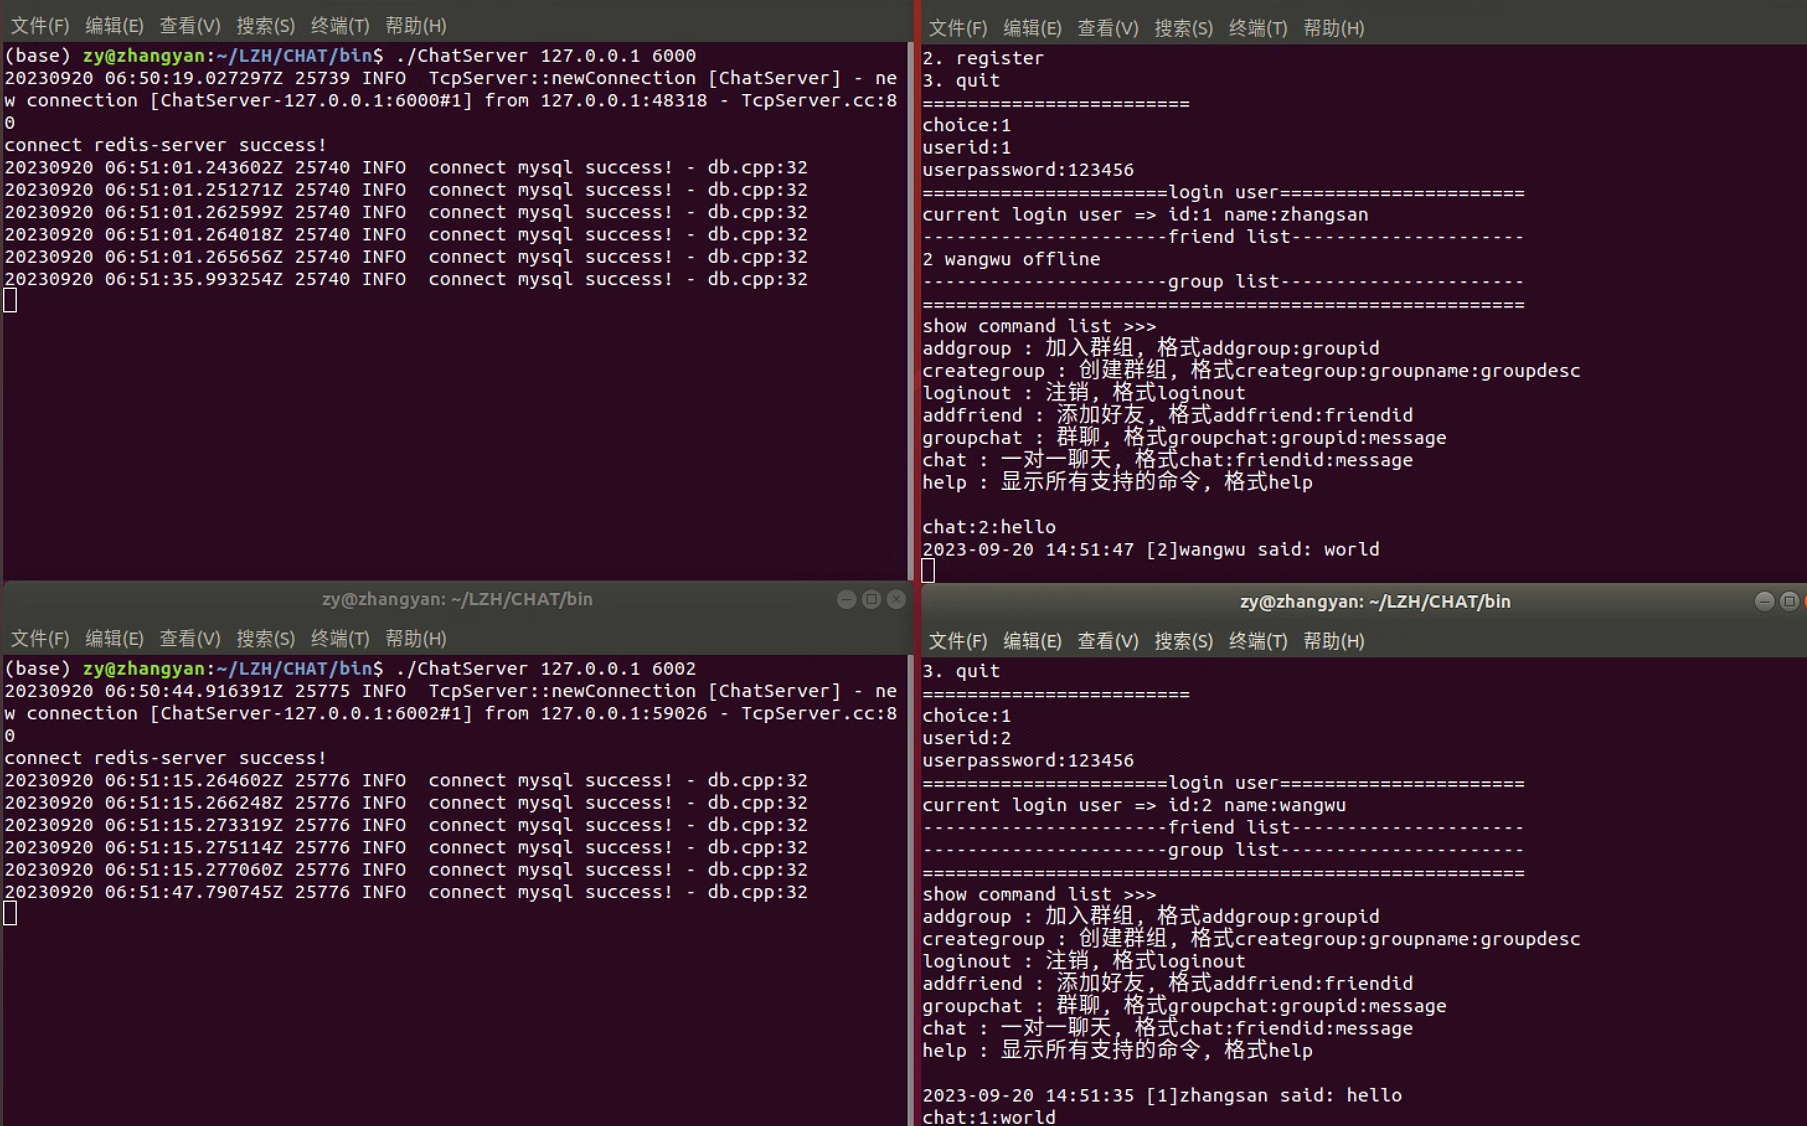 文件(F) 编辑(E) 查看(V) 搜索(S) 终端(T) 帮助(H)
(base) zy@zhangyan:~/LZH/CHAT/bin$ ./ChatServer 127.0.0.1 6000
20230920 06:50:19.027297Z 25739 INFO  TcpServer::newConnection [ChatServer] - ne
w connection [ChatServer-127.0.0.1:6000#1] from 127.0.0.1:48318 - TcpServer.cc:8
0
connect redis-server success!
20230920 06:51:01.243602Z 25740 INFO  connect mysql success! - db.cpp:32
20230920 06:51:01.251271Z 25740 INFO  connect mysql success! - db.cpp:32
20230920 06:51:01.262599Z 25740 INFO  connect mysql success! - db.cpp:32
20230920 06:51:01.264018Z 25740 INFO  connect mysql success! - db.cpp:32
20230920 06:51:01.265656Z 25740 INFO  connect mysql success! - db.cpp:32
20230920 06:51:35.993254Z 25740 INFO  connect mysql success! - db.cpp:32
文件(F) 编辑(E) 查看(V) 搜索(S) 终端(T) 帮助(H)
2. register
3. quit
========================
choice:1
userid:1
userpassword:123456
======================login user======================
current login user => id:1 name:zhangsan
----------------------friend list---------------------
2 wangwu offline
----------------------group list----------------------
======================================================
show command list >>>
addgroup : 加入群组, 格式addgroup:groupid
creategroup : 创建群组, 格式creategroup:groupname:groupdesc
loginout : 注销, 格式loginout
addfriend : 添加好友, 格式addfriend:friendid
groupchat : 群聊, 格式groupchat:groupid:message
chat : 一对一聊天, 格式chat:friendid:message
help : 显示所有支持的命令, 格式help
chat:2:hello
2023-09-20 14:51:47 [2]wangwu said: world
zy@zhangyan: ~/LZH/CHAT/bin
文件(F) 编辑(E) 查看(V) 搜索(S) 终端(T) 帮助(H)
(base) zy@zhangyan:~/LZH/CHAT/bin$ ./ChatServer 127.0.0.1 6002
20230920 06:50:44.916391Z 25775 INFO  TcpServer::newConnection [ChatServer] - ne
w connection [ChatServer-127.0.0.1:6002#1] from 127.0.0.1:59026 - TcpServer.cc:8
0
connect redis-server success!
20230920 06:51:15.264602Z 25776 INFO  connect mysql success! - db.cpp:32
20230920 06:51:15.266248Z 25776 INFO  connect mysql success! - db.cpp:32
20230920 06:51:15.273319Z 25776 INFO  connect mysql success! - db.cpp:32
20230920 06:51:15.275114Z 25776 INFO  connect mysql success! - db.cpp:32
20230920 06:51:15.277060Z 25776 INFO  connect mysql success! - db.cpp:32
20230920 06:51:47.790745Z 25776 INFO  connect mysql success! - db.cpp:32
zy@zhangyan: ~/LZH/CHAT/bin
文件(F) 编辑(E) 查看(V) 搜索(S) 终端(T) 帮助(H)
3. quit
========================
choice:1
userid:2
userpassword:123456
======================login user======================
current login user => id:2 name:wangwu
----------------------friend list---------------------
----------------------group list----------------------
======================================================
show command list >>>
addgroup : 加入群组, 格式addgroup:groupid
creategroup : 创建群组, 格式creategroup:groupname:groupdesc
loginout : 注销, 格式loginout
addfriend : 添加好友, 格式addfriend:friendid
groupchat : 群聊, 格式groupchat:groupid:message
chat : 一对一聊天, 格式chat:friendid:message
help : 显示所有支持的命令, 格式help
2023-09-20 14:51:35 [1]zhangsan said: hello
chat:1:world